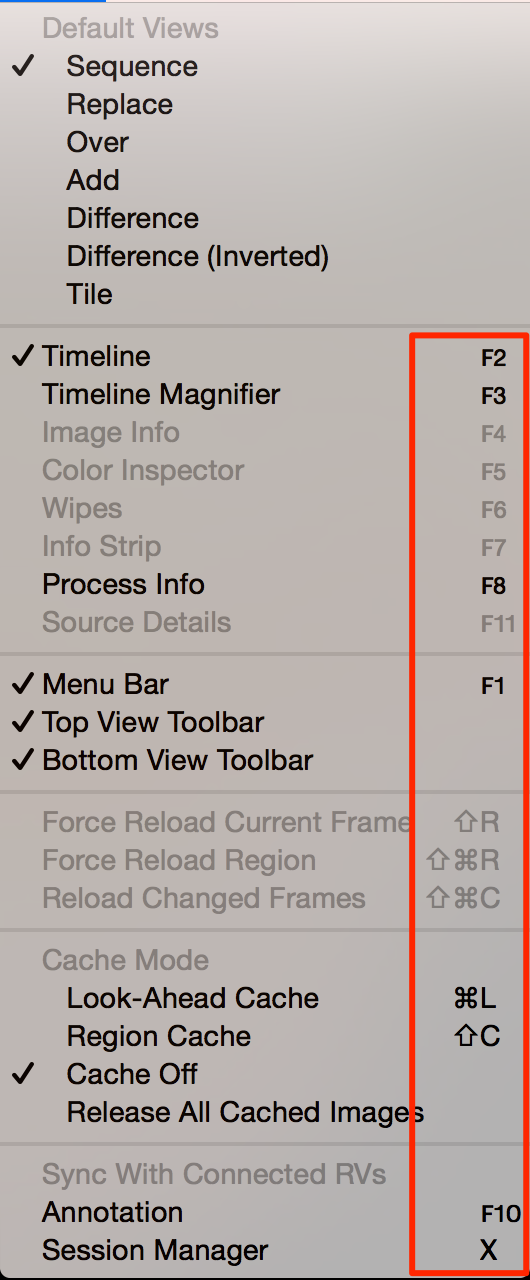 Default Views
✓ Sequence
Replace
Over
Add
Difference
Difference (Inverted)
Tile
✓ Timeline F2
Timeline Magnifier F3
Image Info F4
Color Inspector F5
Wipes F6
Info Strip F7
Process Info F8
Source Details F11
✓ Menu Bar F1
✓ Top View Toolbar
✓ Bottom View Toolbar
Force Reload Current Frame ⇧R
Force Reload Region ⇧⌘R
Reload Changed Frames ⇧⌘C
Cache Mode
Look-Ahead Cache ⌘L
Region Cache ⇧C
✓ Cache Off
Release All Cached Images
Sync With Connected RVs
Annotation F10
Session Manager X